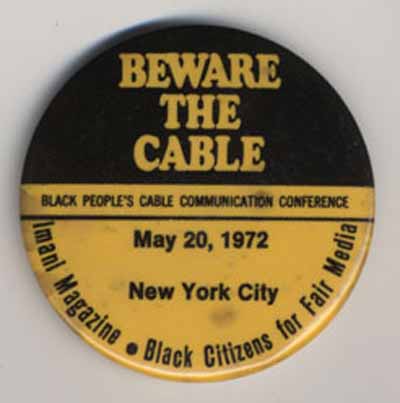 BEWARE
THE
CABLE
BLACK PEOPLE'S CABLE COMMUNICATION CONFERENCE
May 20, 1972
New York City
Imani Magazine • Black Citizens for Fair Media